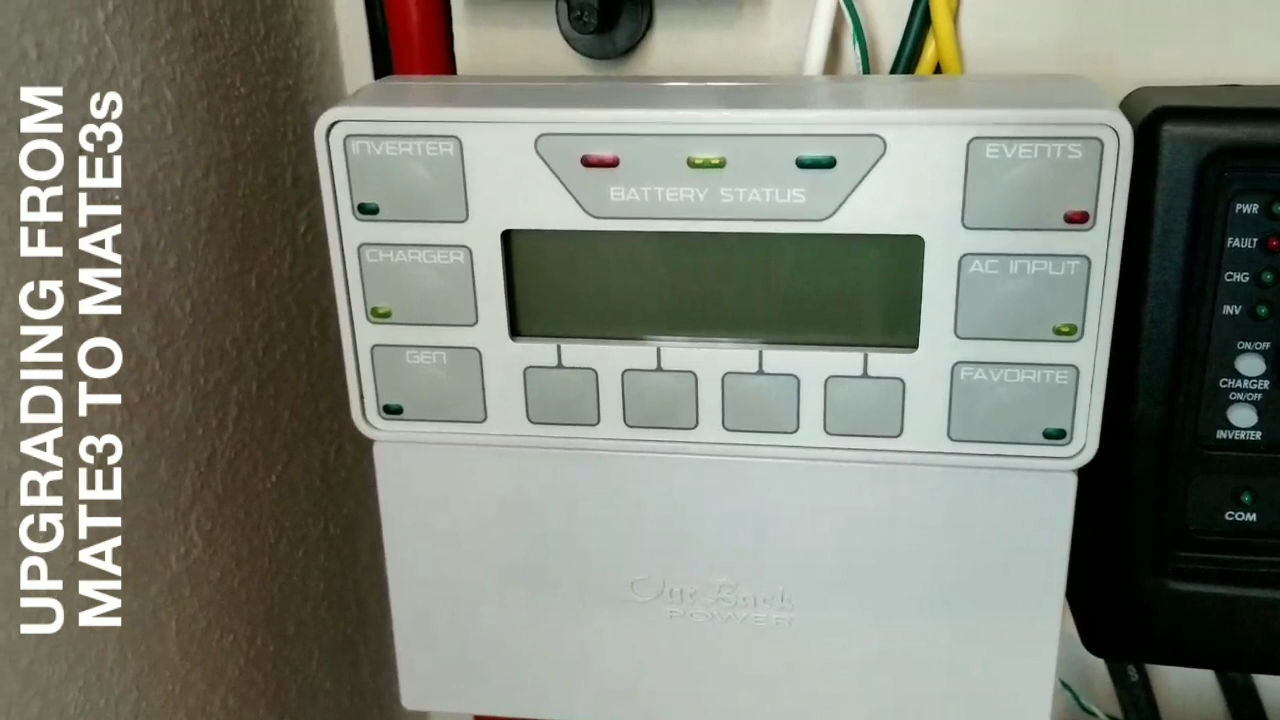 UPGRADING FROM
MATE3 TO MATE3s
INVERTER
BATTERY STATUS
EVENTS
CHARGER
AC INPUT
GEN
FAVORITE
OutBack
POWER
PWR
FAULT
CHG
INV
ON/OFF
CHARGER
ON/OFF
INVERTER
COM